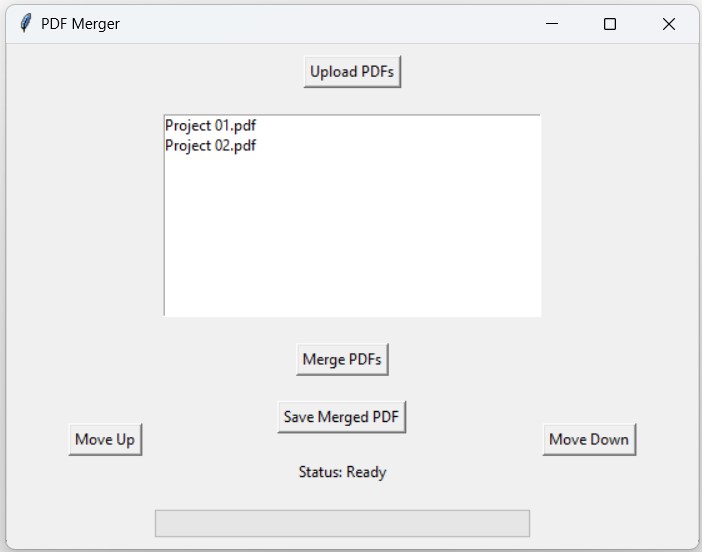 PDF Merger
Upload PDFs
Project 01.pdf
Project 02.pdf
Merge PDFs
Save Merged PDF
Move Up
Move Down
Status: Ready